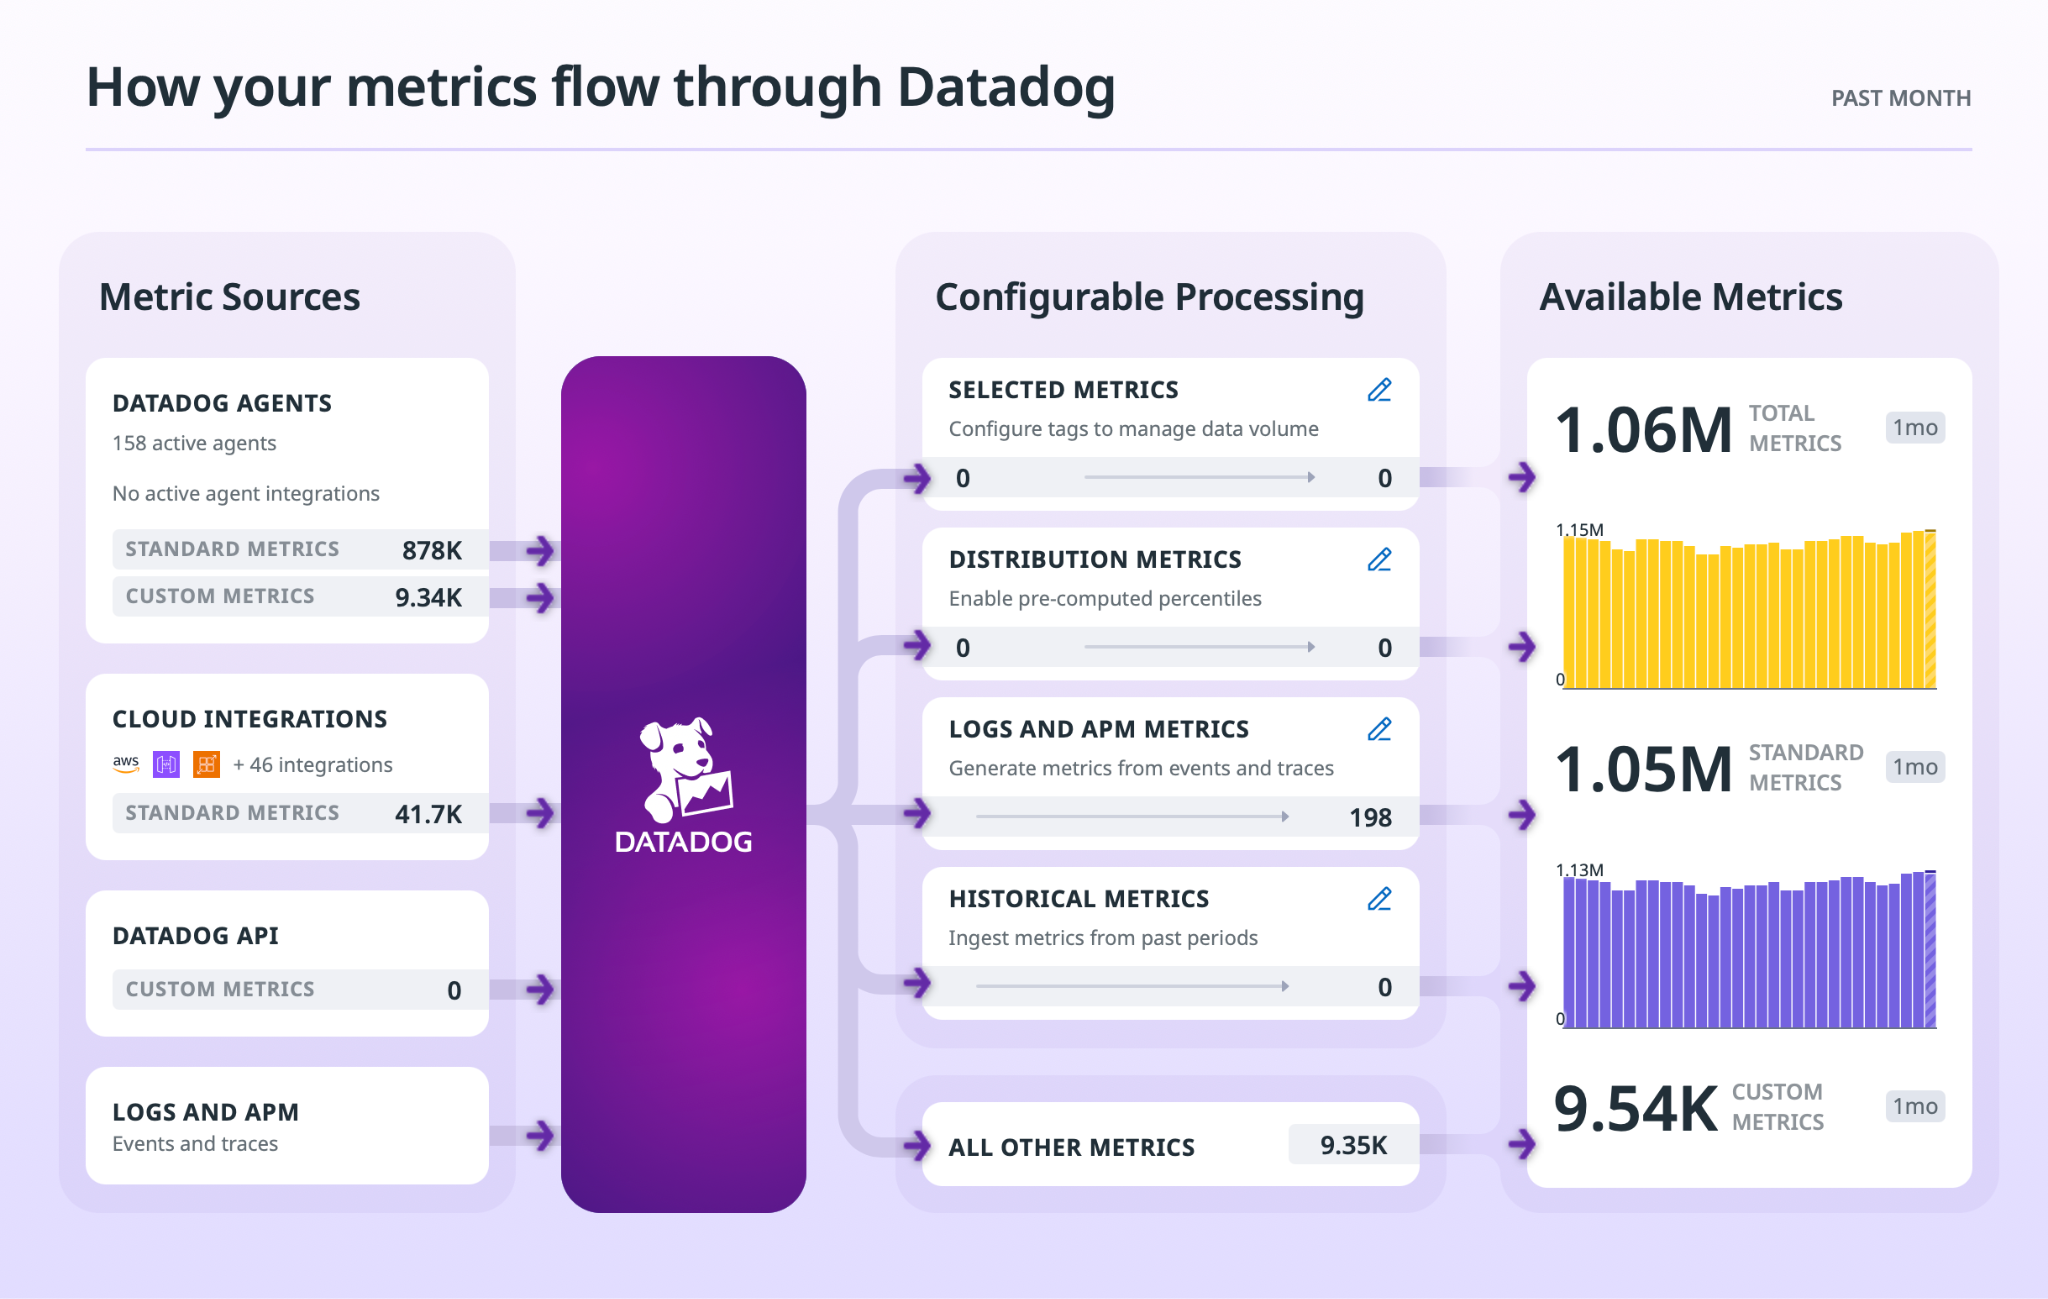 How your metrics flow through Datadog
PAST MONTH
Metric Sources
DATADOG AGENTS
158 active agents
No active agent integrations
STANDARD METRICS 878K
CUSTOM METRICS 9.34K
CLOUD INTEGRATIONS
aws + 46 integrations
STANDARD METRICS 41.7K
DATADOG API
CUSTOM METRICS 0
LOGS AND APM
Events and traces
DATADOG
Configurable Processing
SELECTED METRICS
Configure tags to manage data volume
0 0
DISTRIBUTION METRICS
Enable pre-computed percentiles
0 0
LOGS AND APM METRICS
Generate metrics from events and traces
198
HISTORICAL METRICS
Ingest metrics from past periods
0
ALL OTHER METRICS 9.35K
Available Metrics
1.06M TOTAL METRICS 1mo
1.15M
0
1.05M STANDARD METRICS 1mo
1.13M
0
9.54K CUSTOM METRICS 1mo